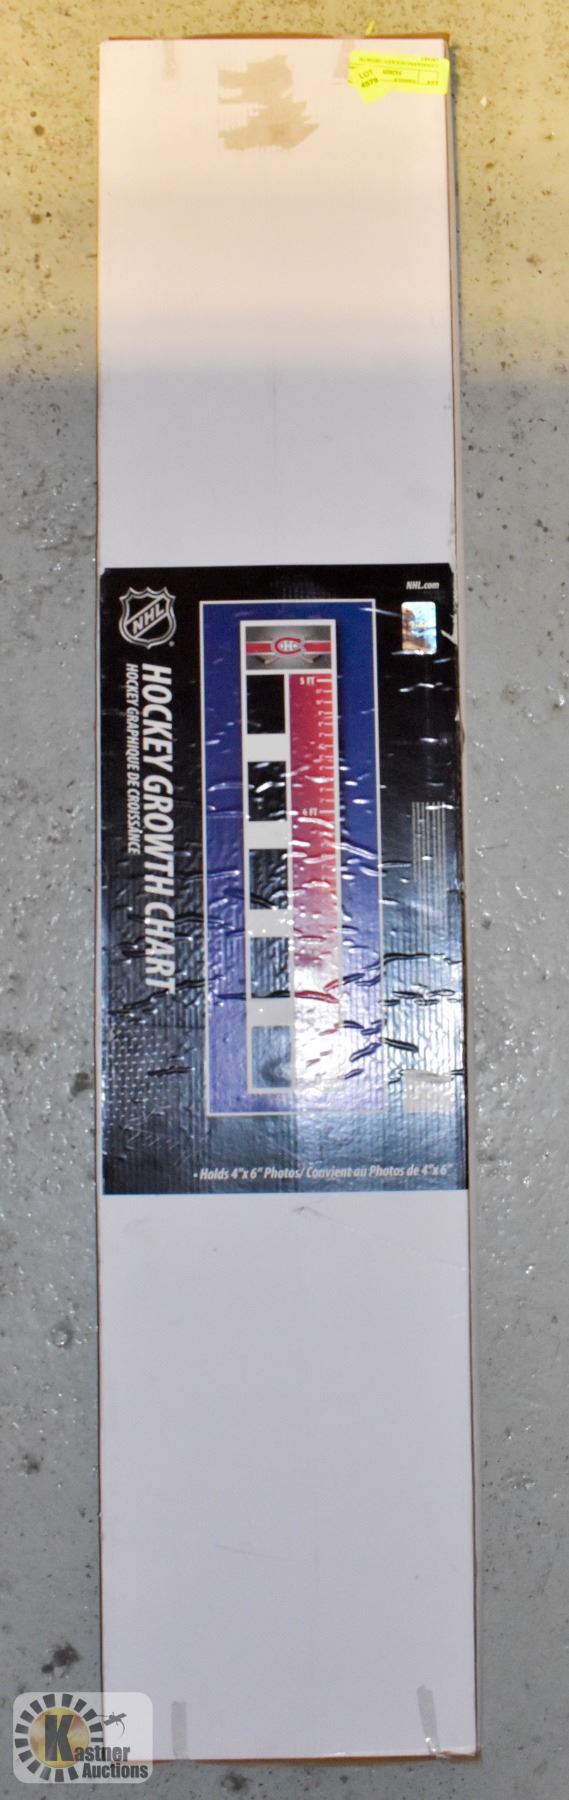 LOT
4579
NHL.com
NHL
HOCKEY GROWTH CHART
HOCKEY GRAPHIQUE DE CROISSANCE
5 FT
4 FT
• Holds 4"x 6" Photos/ Convient au Photos de 4"x 6"
Kastner
Auctions